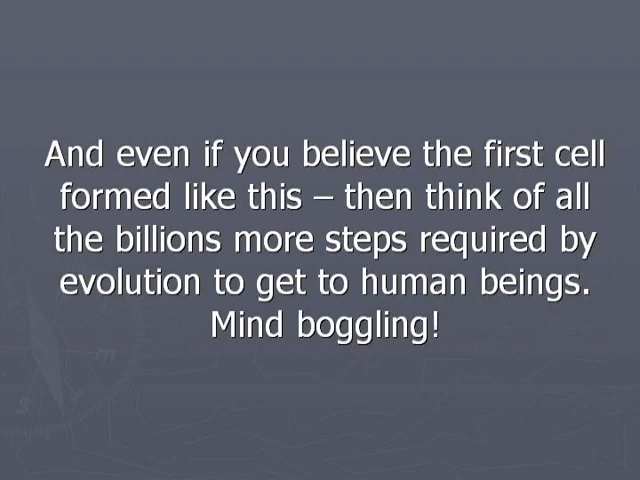 And even if you believe the first cell
formed like this – then think of all
the billions more steps required by
evolution to get to human beings.
Mind boggling!
m
S